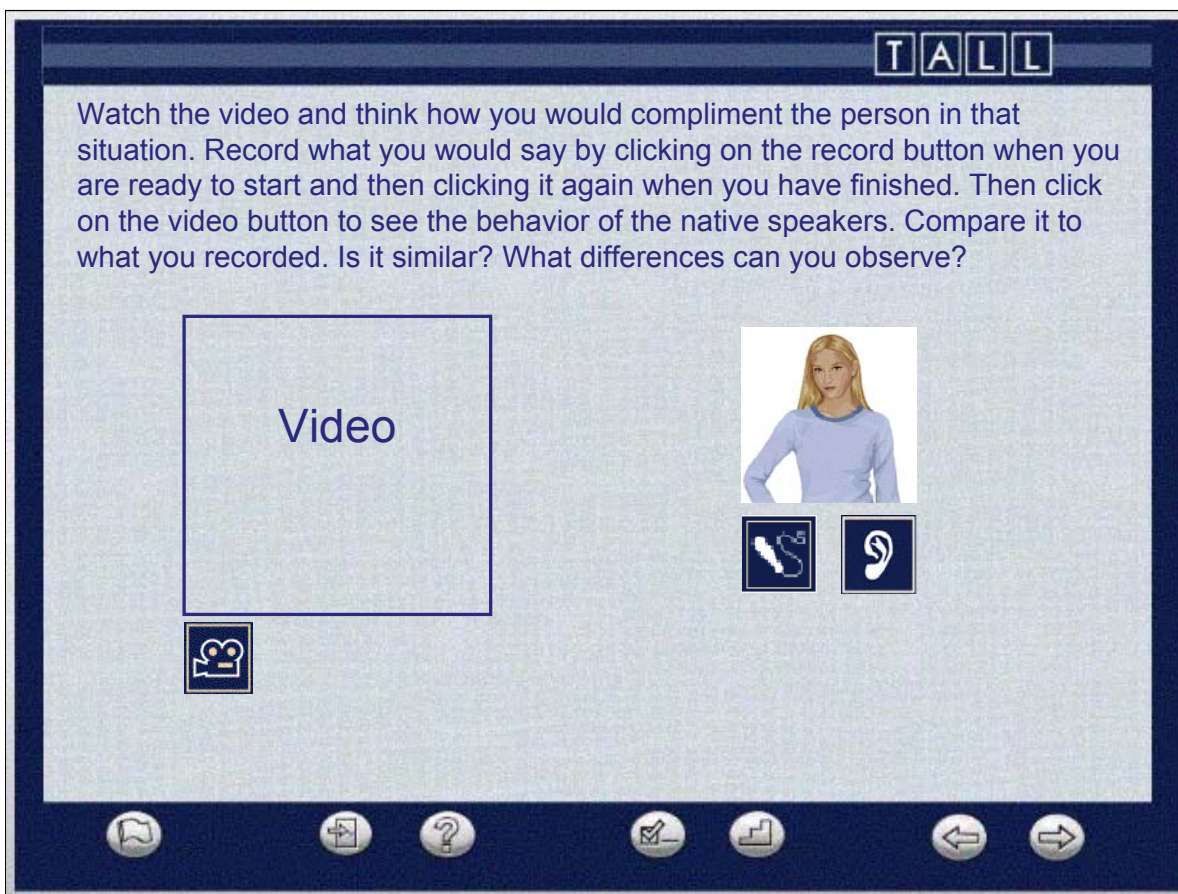 TALL
Watch the video and think how you would compliment the person in that
situation. Record what you would say by clicking on the record button when you
are ready to start and then clicking it again when you have finished. Then click
on the video button to see the behavior of the native speakers. Compare it to
what you recorded. Is it similar? What differences can you observe?
Video
?